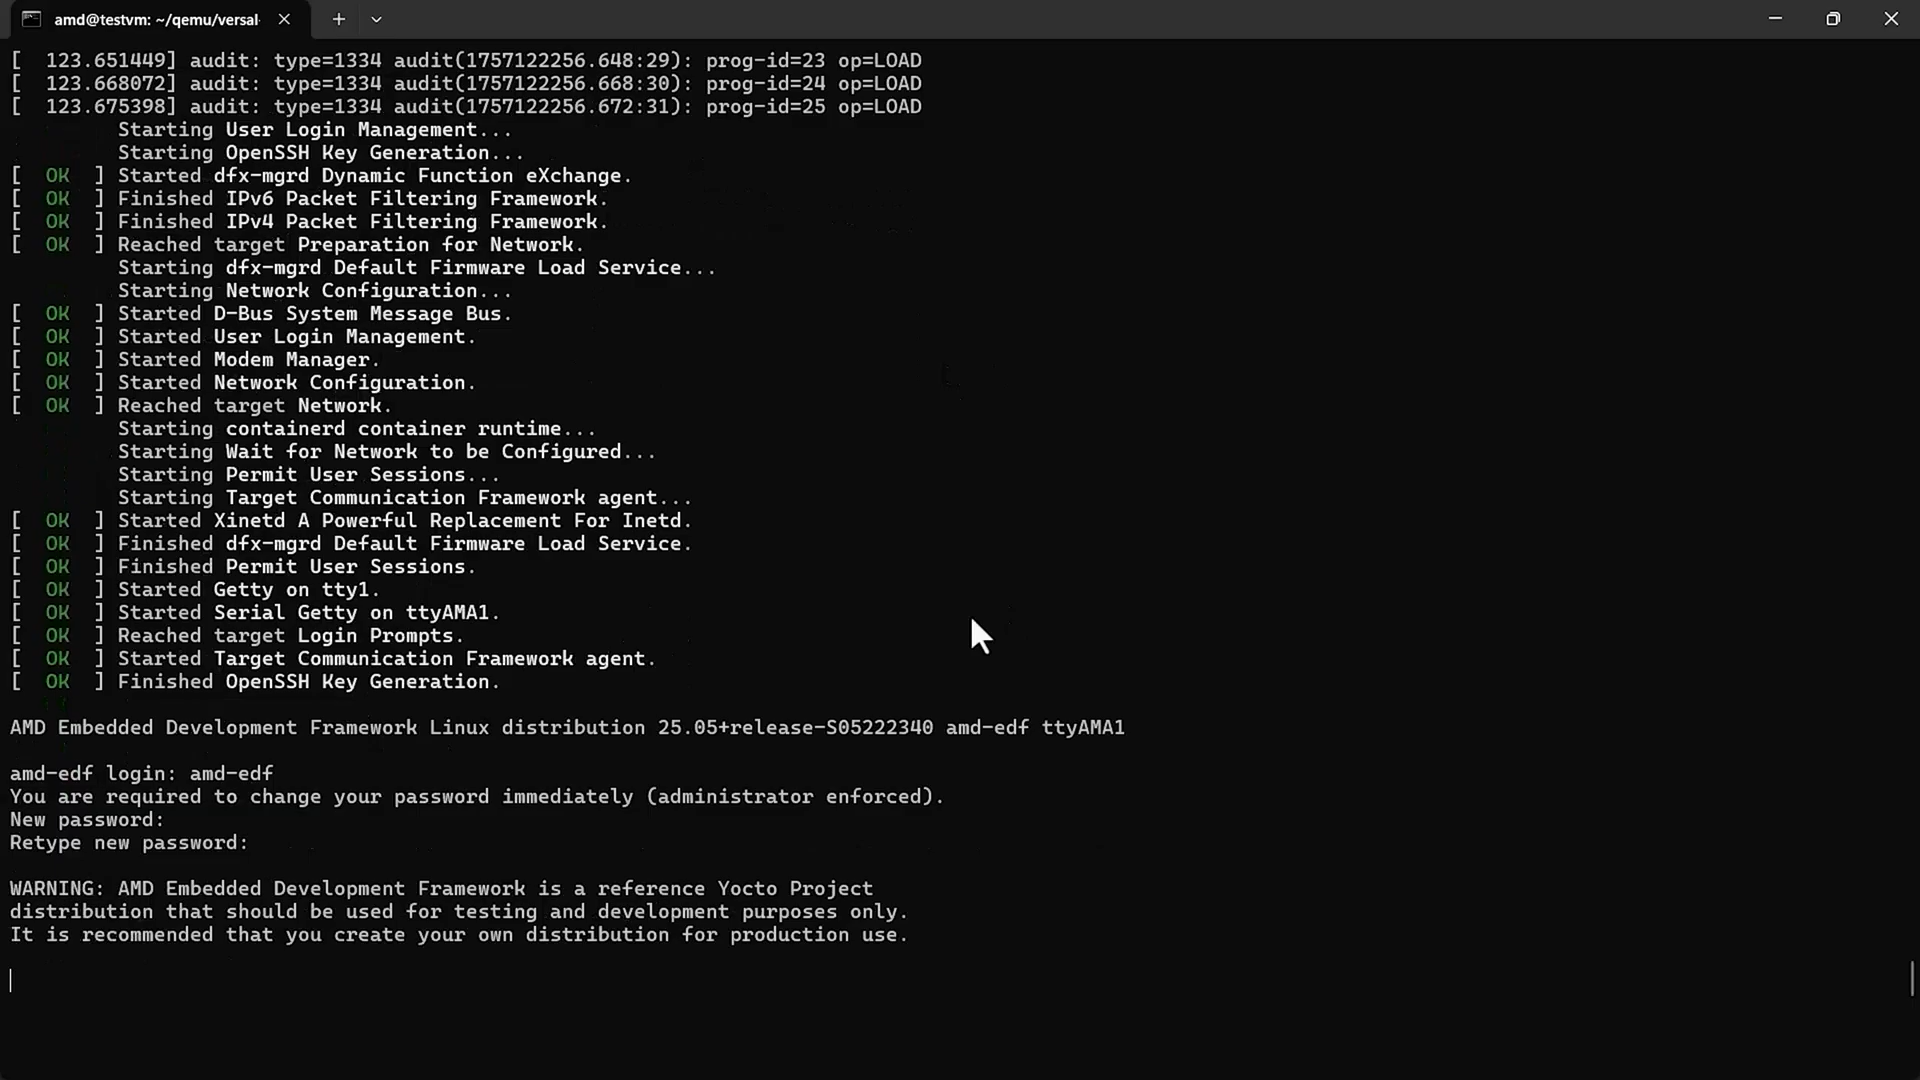 amd@testvm: ~/qemu/versal-
[  123.651449] audit: type=1334 audit(1757122256.648:29): prog-id=23 op=LOAD
[  123.668072] audit: type=1334 audit(1757122256.668:30): prog-id=24 op=LOAD
[  123.675398] audit: type=1334 audit(1757122256.672:31): prog-id=25 op=LOAD
         Starting User Login Management...
         Starting OpenSSH Key Generation...
[  OK  ] Started dfx-mgrd Dynamic Function eXchange.
[  OK  ] Finished IPv6 Packet Filtering Framework.
[  OK  ] Finished IPv4 Packet Filtering Framework.
[  OK  ] Reached target Preparation for Network.
         Starting dfx-mgrd Default Firmware Load Service...
         Starting Network Configuration...
[  OK  ] Started D-Bus System Message Bus.
[  OK  ] Started User Login Management.
[  OK  ] Started Modem Manager.
[  OK  ] Started Network Configuration.
[  OK  ] Reached target Network.
         Starting containerd container runtime...
         Starting Wait for Network to be Configured...
         Starting Permit User Sessions...
         Starting Target Communication Framework agent...
[  OK  ] Started Xinetd A Powerful Replacement For Inetd.
[  OK  ] Finished dfx-mgrd Default Firmware Load Service.
[  OK  ] Finished Permit User Sessions.
[  OK  ] Started Getty on tty1.
[  OK  ] Started Serial Getty on ttyAMA1.
[  OK  ] Reached target Login Prompts.
[  OK  ] Started Target Communication Framework agent.
[  OK  ] Finished OpenSSH Key Generation.
AMD Embedded Development Framework Linux distribution 25.05+release-S05222340 amd-edf ttyAMA1
amd-edf login: amd-edf
You are required to change your password immediately (administrator enforced).
New password:
Retype new password:
WARNING: AMD Embedded Development Framework is a reference Yocto Project
distribution that should be used for testing and development purposes only.
It is recommended that you create your own distribution for production use.